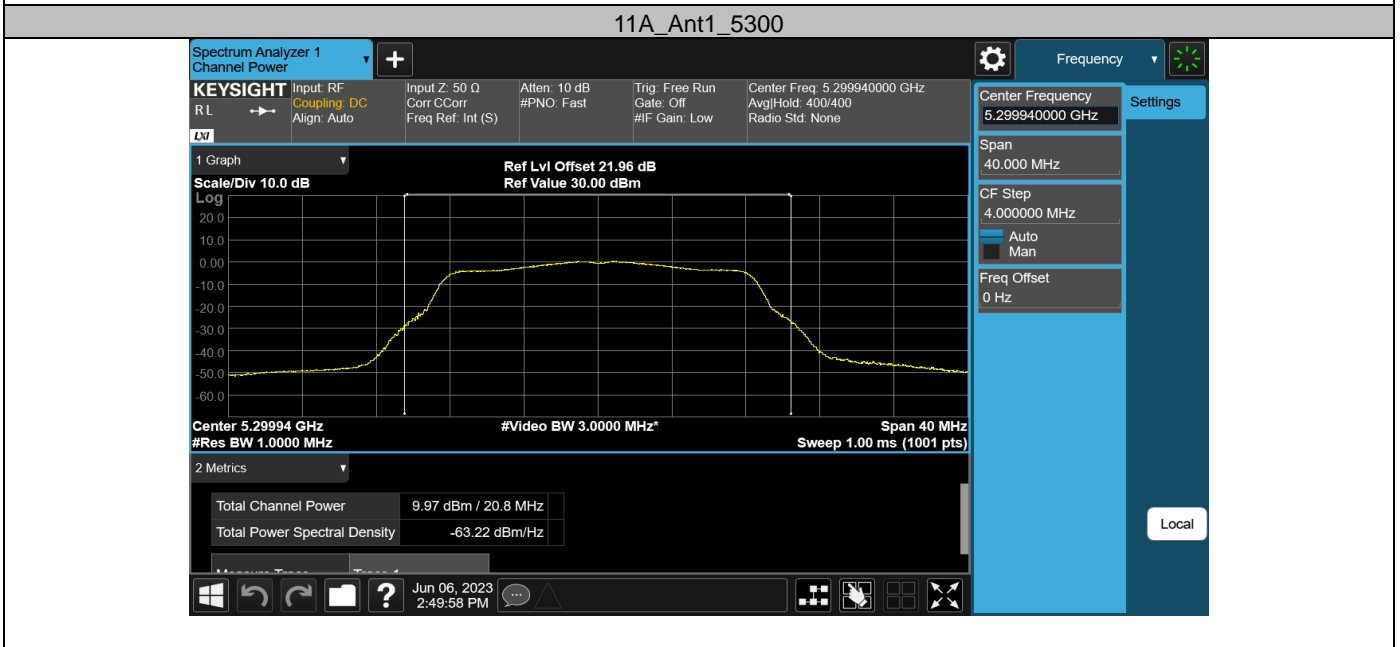 11A_Ant1_5300
Spectrum Analyzer 1
Channel Power
Frequency
KEYSIGHT
RL
LXI
Input: RF
Coupling: DC
Align: Auto
Input Z: 50 Ω
Corr CCorr
Freq Ref: Int (S)
Atten: 10 dB
#PNO: Fast
Trig: Free Run
Gate: Off
#IF Gain: Low
Center Freq: 5.299940000 GHz
Avg|Hold: 400/400
Radio Std: None
Center Frequency
5.299940000 GHz
Settings
Span
40.000 MHz
CF Step
4.000000 MHz
Auto
Man
Freq Offset
0 Hz
Local
1 Graph
Ref Lvl Offset 21.96 dB
Scale/Div 10.0 dB
Ref Value 30.00 dBm
Log
20.0
10.0
0.00
-10.0
-20.0
-30.0
-40.0
-50.0
-60.0
Center 5.29994 GHz
#Video BW 3.0000 MHz*
Span 40 MHz
#Res BW 1.0000 MHz
Sweep 1.00 ms (1001 pts)
2 Metrics
Total Channel Power 9.97 dBm / 20.8 MHz
Total Power Spectral Density -63.22 dBm/Hz
Measure Trace Trace 1
?
Jun 06, 2023
2:49:58 PM